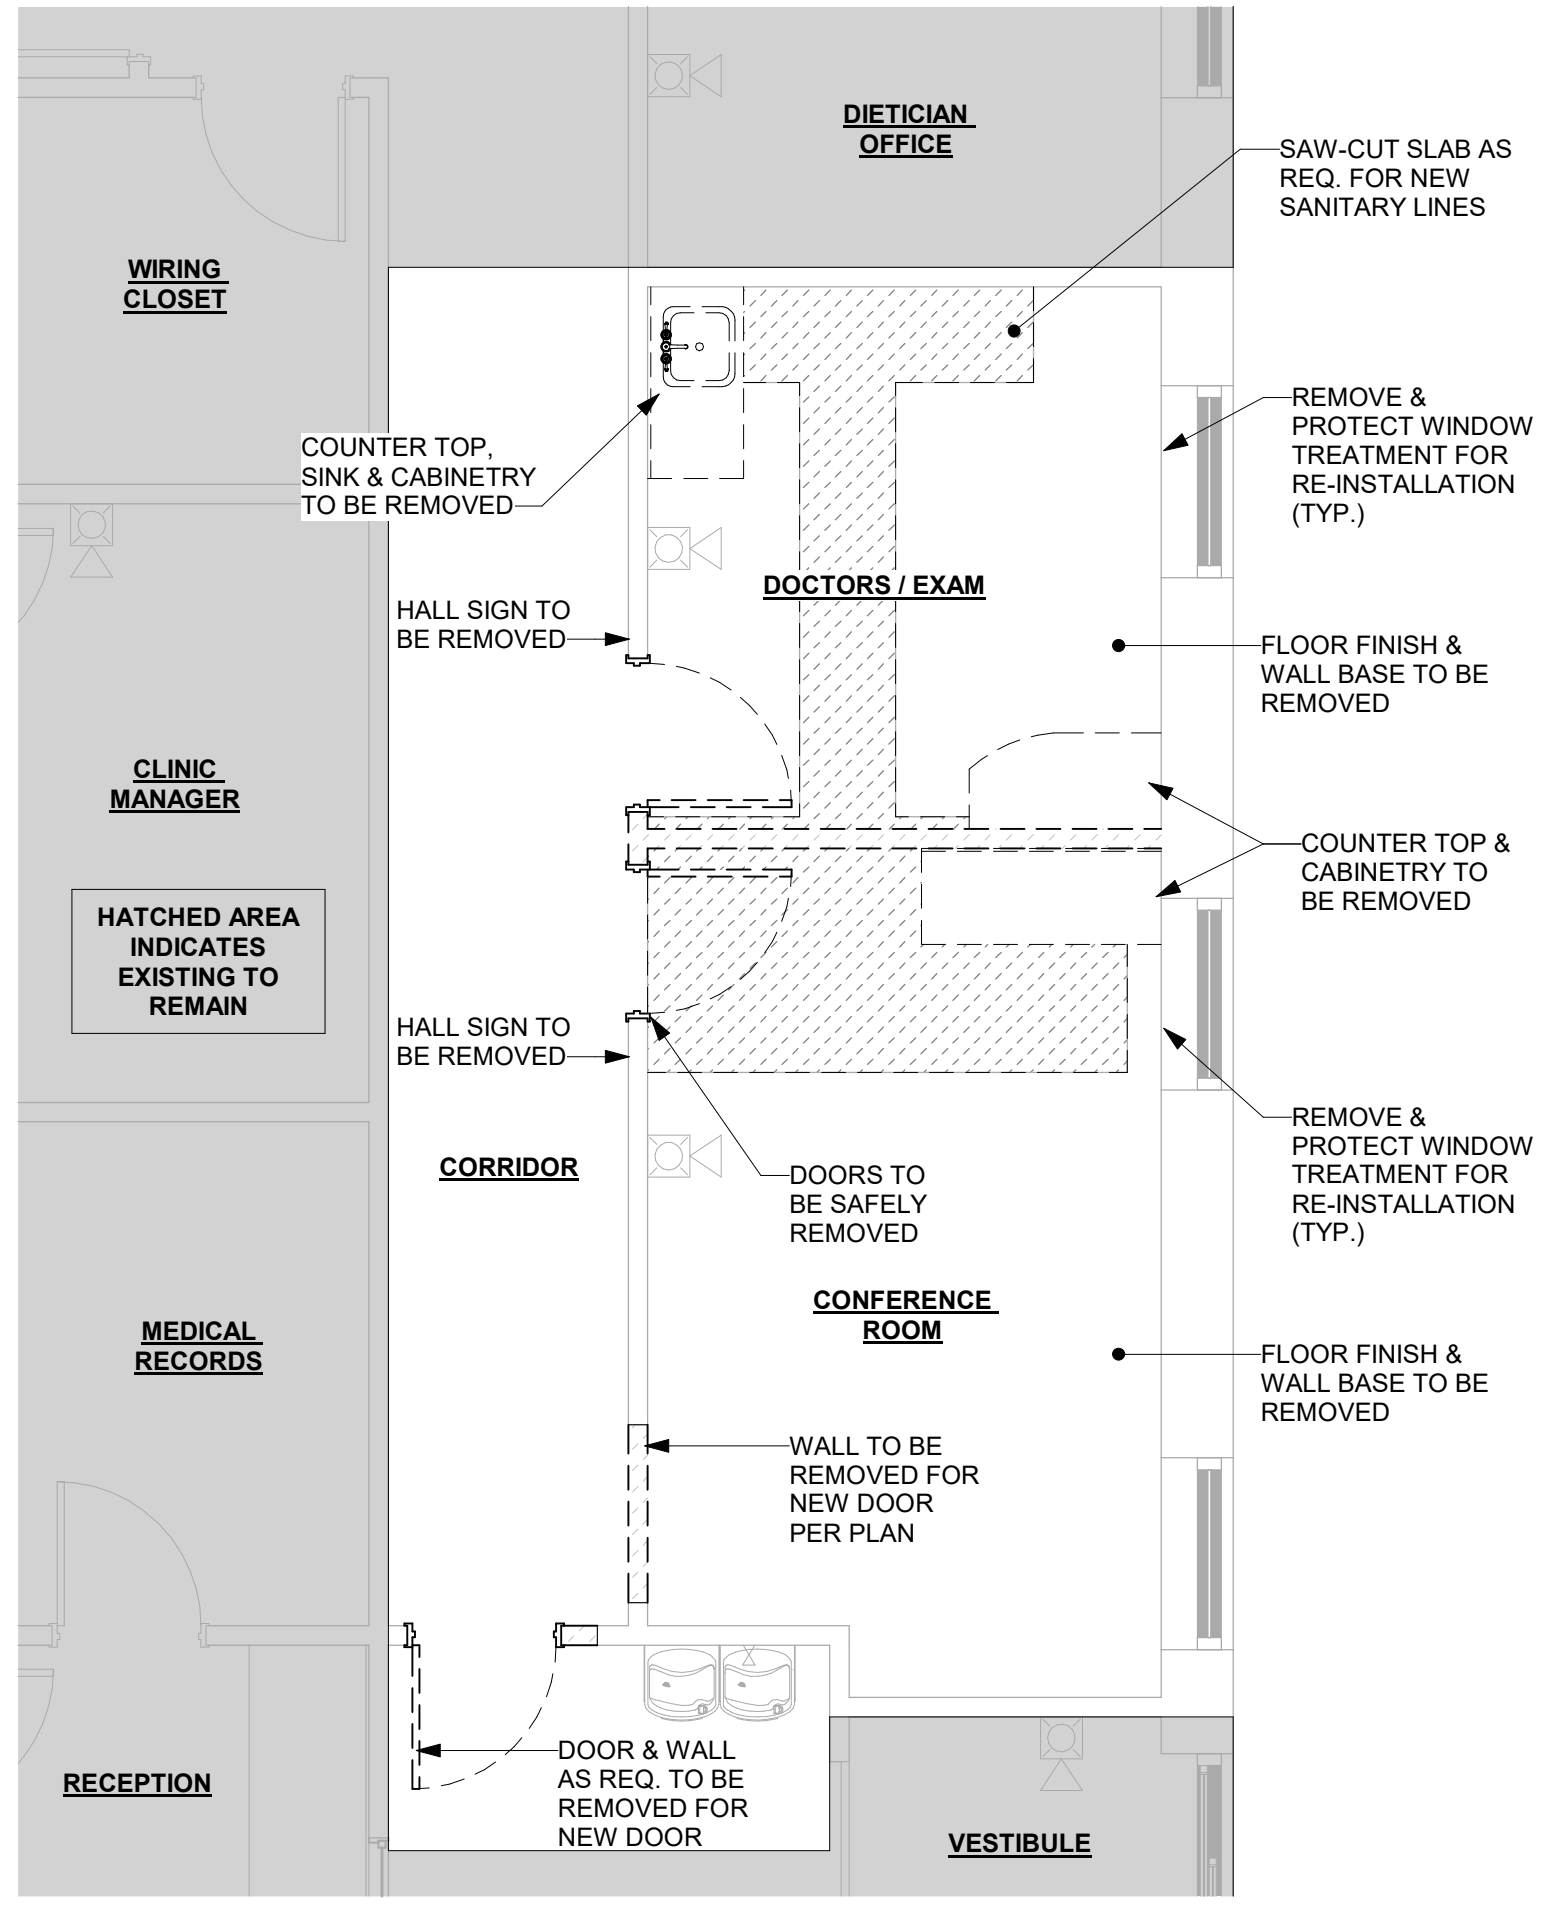 DIETICIAN
OFFICE
SAW-CUT SLAB AS
REQ. FOR NEW
SANITARY LINES
WIRING
CLOSET
REMOVE &
PROTECT WINDOW
TREATMENT FOR
RE-INSTALLATION
(TYP.)
COUNTER TOP,
SINK & CABINETRY
TO BE REMOVED
DOCTORS / EXAM
HALL SIGN TO
BE REMOVED
FLOOR FINISH &
WALL BASE TO BE
REMOVED
CLINIC
MANAGER
COUNTER TOP &
CABINETRY TO
BE REMOVED
HATCHED AREA
INDICATES
EXISTING TO
REMAIN
HALL SIGN TO
BE REMOVED
REMOVE &
PROTECT WINDOW
TREATMENT FOR
RE-INSTALLATION
(TYP.)
CORRIDOR
DOORS TO
BE SAFELY
REMOVED
CONFERENCE
ROOM
MEDICAL
RECORDS
FLOOR FINISH &
WALL BASE TO BE
REMOVED
WALL TO BE
REMOVED FOR
NEW DOOR
PER PLAN
DOOR & WALL
AS REQ. TO BE
REMOVED FOR
NEW DOOR
RECEPTION
VESTIBULE